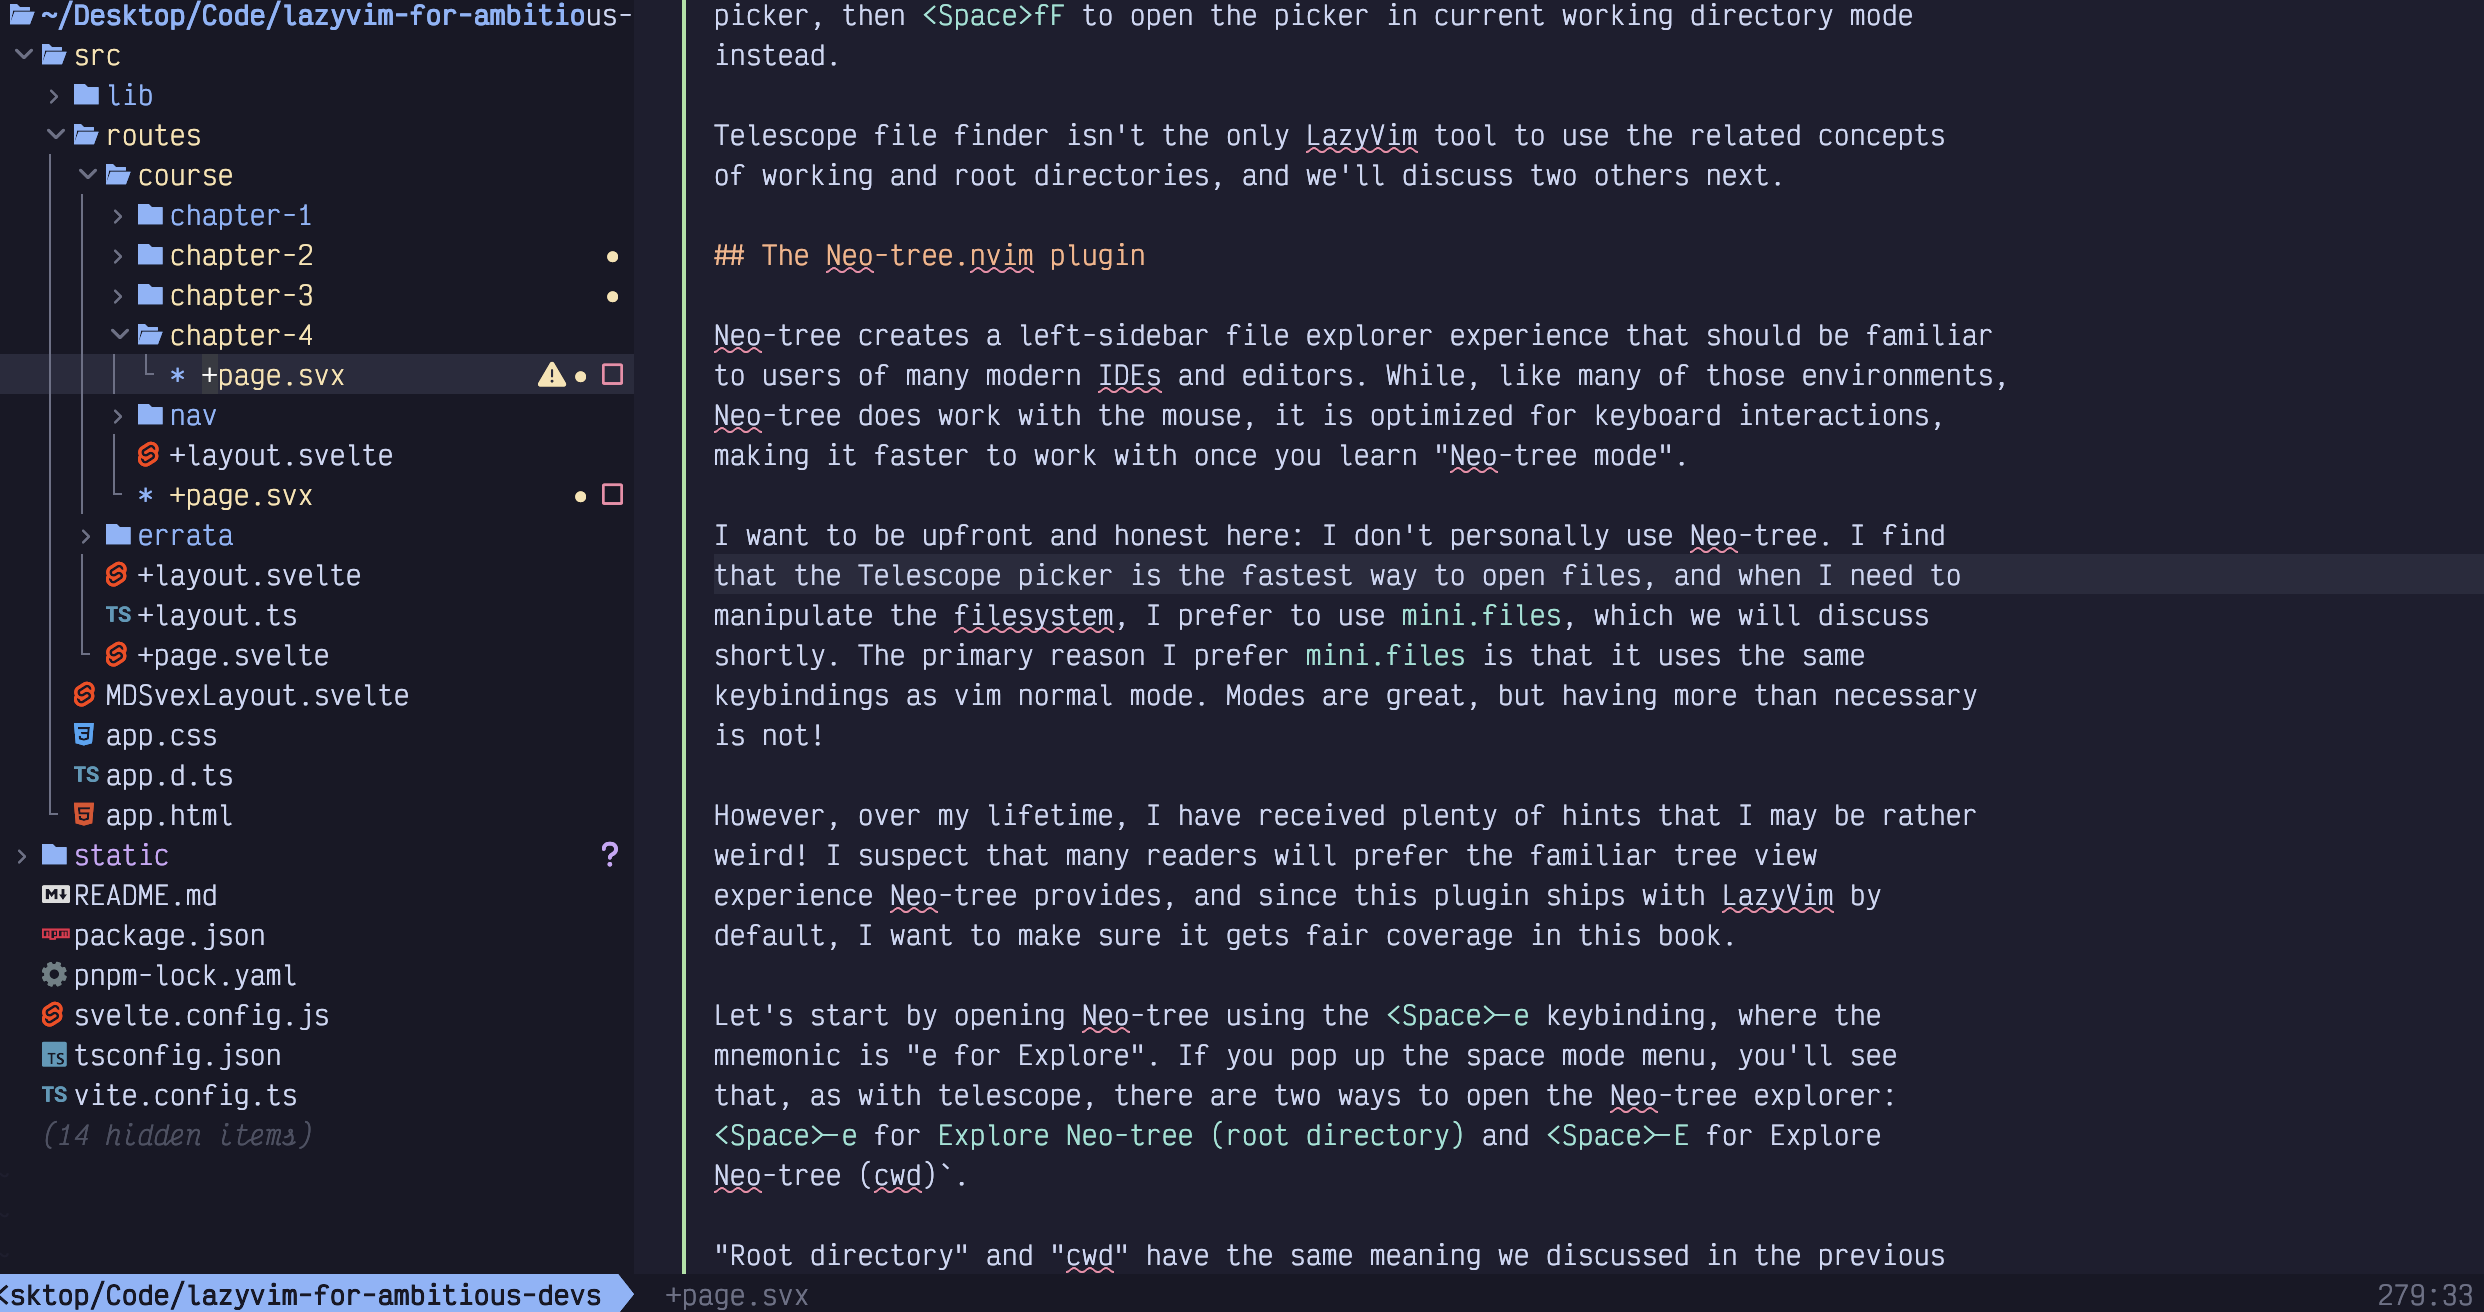 ~/Desktop/Code/lazyvim-for-ambitious-
src
lib
routes
course
chapter-1
chapter-2
chapter-3
chapter-4
* +page.svx
nav
+layout.svelte
* +page.svx
errata
+layout.svelte
TS +layout.ts
+page.svelte
MDSvexLayout.svelte
app.css
TS app.d.ts
app.html
static ?
README.md
package.json
pnpm-lock.yaml
svelte.config.js
TS tsconfig.json
TS vite.config.ts
(14 hidden items)
<sktop/Code/lazyvim-for-ambitious-devs
picker, then <Space>fF to open the picker in current working directory mode
instead.
Telescope file finder isn't the only LazyVim tool to use the related concepts
of working and root directories, and we'll discuss two others next.
## The Neo-tree.nvim plugin
Neo-tree creates a left-sidebar file explorer experience that should be familiar
to users of many modern IDEs and editors. While, like many of those environments,
Neo-tree does work with the mouse, it is optimized for keyboard interactions,
making it faster to work with once you learn "Neo-tree mode".
I want to be upfront and honest here: I don't personally use Neo-tree. I find
that the Telescope picker is the fastest way to open files, and when I need to
manipulate the filesystem, I prefer to use mini.files, which we will discuss
shortly. The primary reason I prefer mini.files is that it uses the same
keybindings as vim normal mode. Modes are great, but having more than necessary
is not!
However, over my lifetime, I have received plenty of hints that I may be rather
weird! I suspect that many readers will prefer the familiar tree view
experience Neo-tree provides, and since this plugin ships with LazyVim by
default, I want to make sure it gets fair coverage in this book.
Let's start by opening Neo-tree using the <Space>-e keybinding, where the
mnemonic is "e for Explore". If you pop up the space mode menu, you'll see
that, as with telescope, there are two ways to open the Neo-tree explorer:
<Space>-e for Explore Neo-tree (root directory) and <Space>-E for Explore
Neo-tree (cwd)`.
"Root directory" and "cwd" have the same meaning we discussed in the previous
+page.svx
279:33